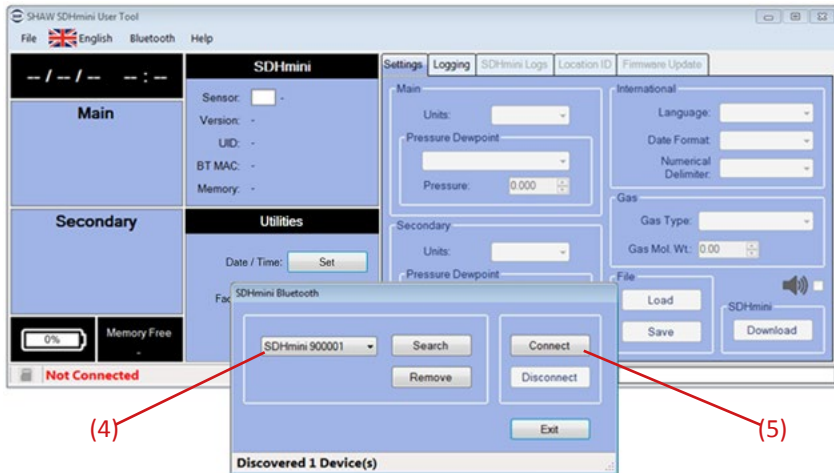 SHAW SDHmini User Tool
File English Bluetooth Help
-- / -- / -- -- : --
Main
Secondary
0%
Memory Free
-
Not Connected
SDHmini
Sensor: -
Version: -
UID: -
BT MAC: -
Memory: -
Utilities
Date / Time: Set
Settings Logging SDHmini Logs Location ID Firmware Update
Main
Units:
Pressure Dewpoint
Pressure: 0.000
Secondary
Units:
Pressure Dewpoint
International
Language:
Date Format:
Numerical
Delimiter:
Gas
Gas Type:
Gas Mol. Wt.: 0.00
File
Load
Save
SDHmini
Download
SDHmini Bluetooth
SDHmini 900001
Search
Remove
Connect
Disconnect
Exit
Discovered 1 Device(s)
(4)
(5)